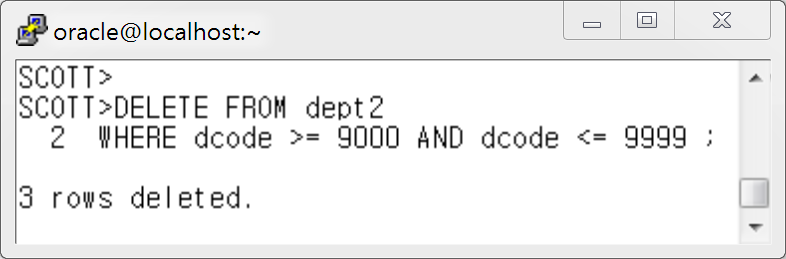 oracle@localhost:~
SCOTT>
SCOTT>DELETE FROM dept2
2 WHERE dcode >= 9000 AND dcode <= 9999 ;
3 rows deleted.